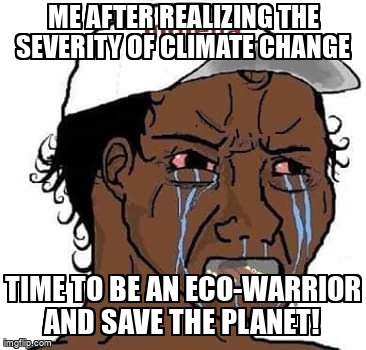 ME AFTER REALIZING THE
SEVERITY OF CLIMATE CHANGE
TIME TO BE AN ECO-WARRIOR
AND SAVE THE PLANET!
imgflip.com